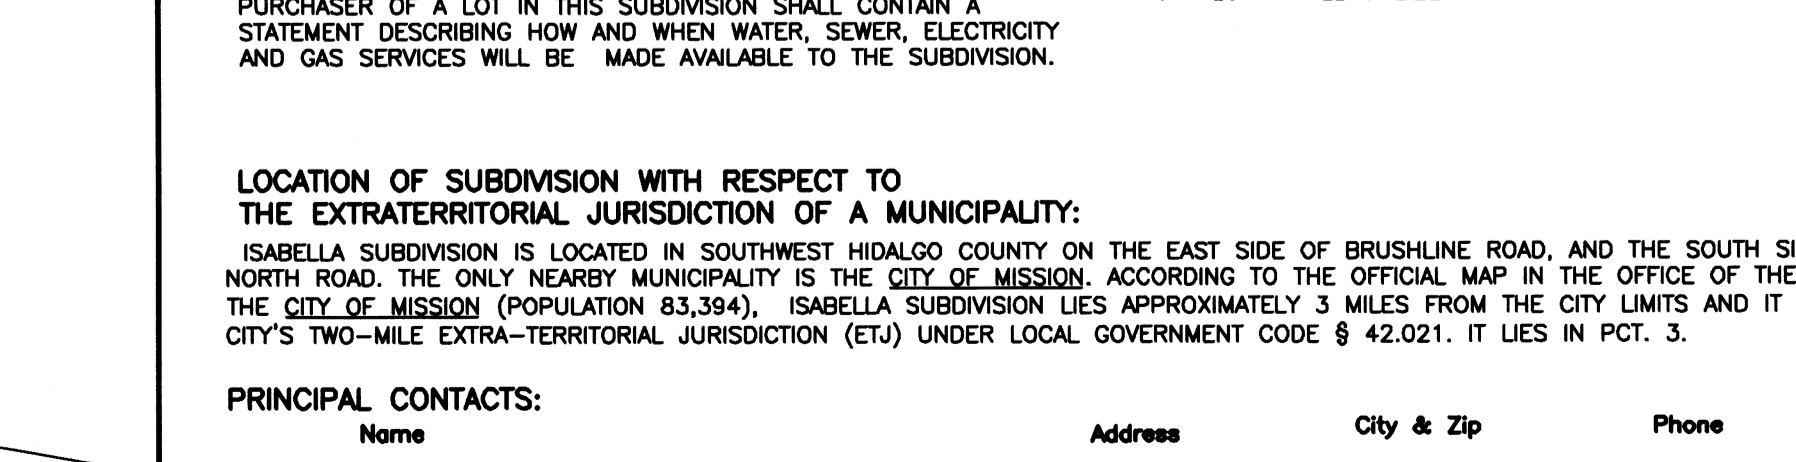 PURCHASER OF A LOT IN THIS SUBDIVISION SHALL CONTAIN A
STATEMENT DESCRIBING HOW AND WHEN WATER, SEWER, ELECTRICITY
AND GAS SERVICES WILL BE MADE AVAILABLE TO THE SUBDIVISION.
LOCATION OF SUBDIVISION WITH RESPECT TO
THE EXTRATERRITORIAL JURISDICTION OF A MUNICIPALITY:
ISABELLA SUBDIVISION IS LOCATED IN SOUTHWEST HIDALGO COUNTY ON THE EAST SIDE OF BRUSHLINE ROAD, AND THE SOUTH SI
NORTH ROAD. THE ONLY NEARBY MUNICIPALITY IS THE CITY OF MISSION. ACCORDING TO THE OFFICIAL MAP IN THE OFFICE OF THE
THE CITY OF MISSION (POPULATION 83,394), ISABELLA SUBDIVISION LIES APPROXIMATELY 3 MILES FROM THE CITY LIMITS AND IT
CITY'S TWO-MILE EXTRA-TERRITORIAL JURISDICTION (ETJ) UNDER LOCAL GOVERNMENT CODE § 42.021. IT LIES IN PCT. 3.
PRINCIPAL CONTACTS:
Name Address City & Zip Phone